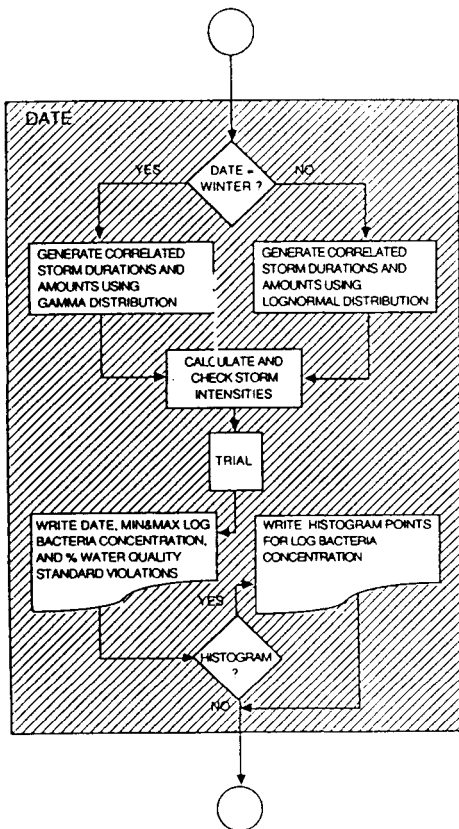 DATE
DATE =
WINTER ?
YES
NO
GENERATE CORRELATED
STORM DURATIONS AND
AMOUNTS USING
GAMMA DISTRIBUTION
GENERATE CORRELATED
STORM DURATIONS AND
AMOUNTS USING
LOGNORMAL DISTRIBUTION
CALCULATE AND
CHECK STORM
INTENSITIES
TRIAL
WRITE DATE, MIN&MAX LOG
BACTERIA CONCENTRATION,
AND % WATER QUALITY
STANDARD VIOLATIONS
WRITE HISTOGRAM POINTS
FOR LOG BACTERIA
CONCENTRATION
YES
HISTOGRAM
?
NO